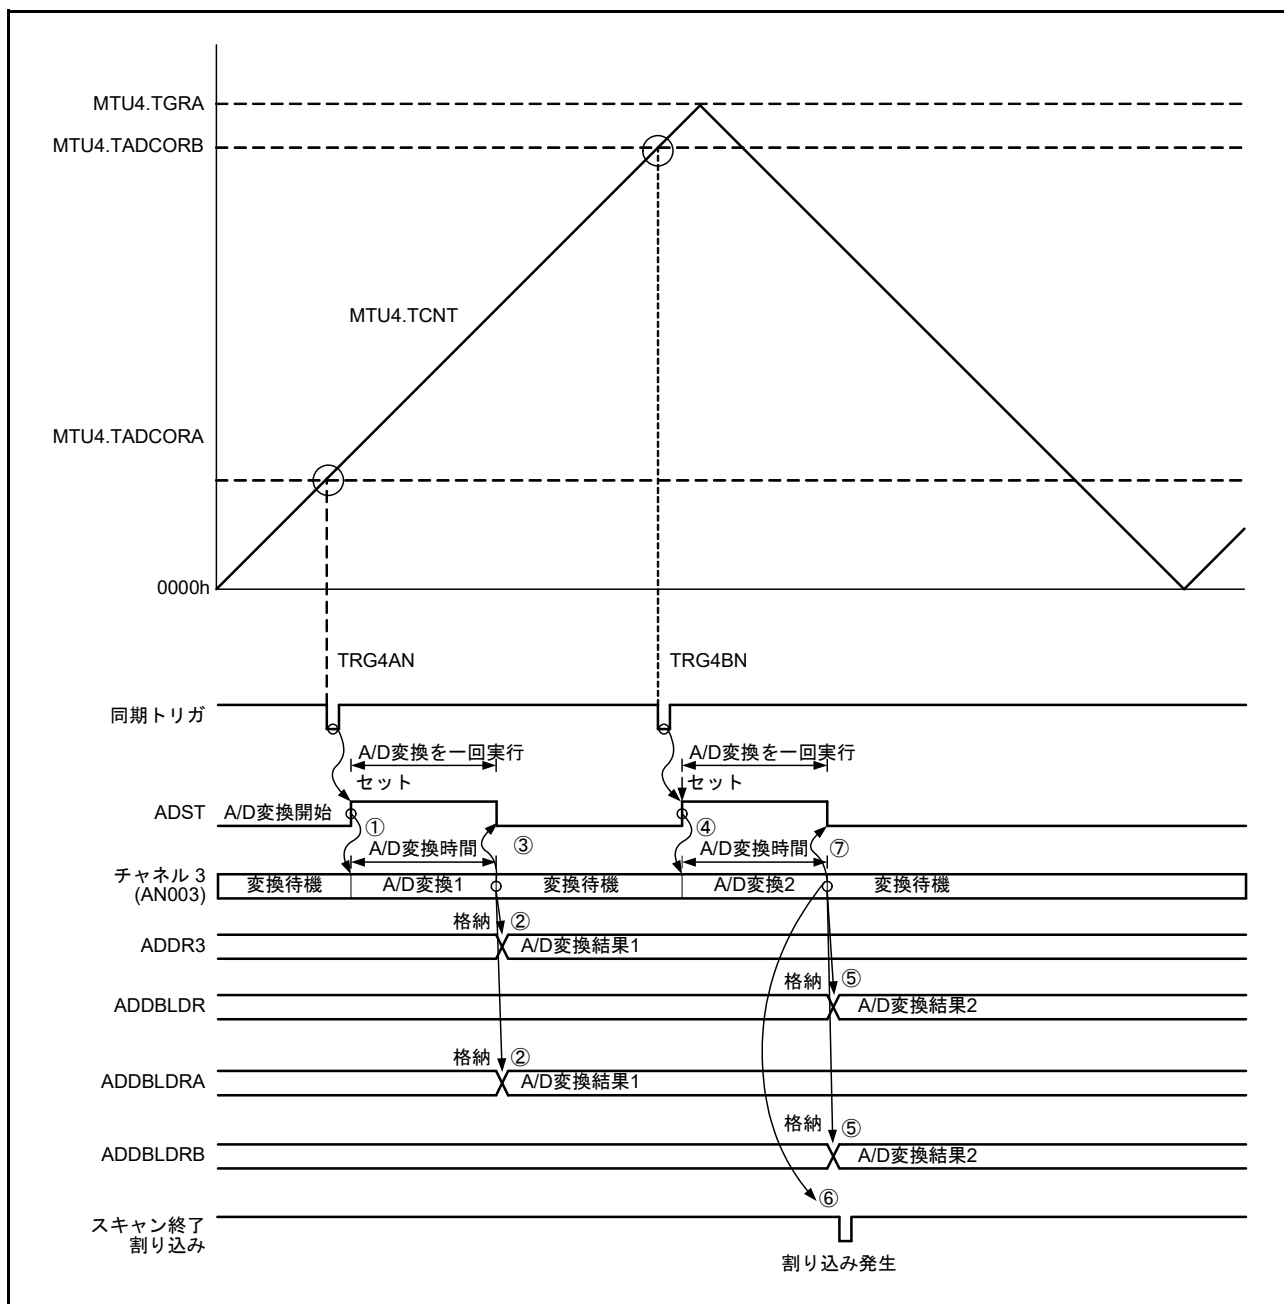 MTU4.TGRA
MTU4.TADCORB
MTU4.TCNT
MTU4.TADCORA
0000h
TRG4AN
TRG4BN
同期トリガ
A/D変換を一回実行
A/D変換を一回実行
セット
セット
ADST
A/D変換開始
①
③
④
⑦
A/D変換時間
A/D変換時間
チャネル 3
(AN003)
変換待機
A/D変換1
変換待機
A/D変換2
変換待機
格納
②
ADDR3
A/D変換結果1
格納
⑤
ADDBLDR
A/D変換結果2
格納
②
ADDBLDRA
A/D変換結果1
格納
⑤
ADDBLDRB
A/D変換結果2
⑥
スキャン終了
割り込み
割り込み発生